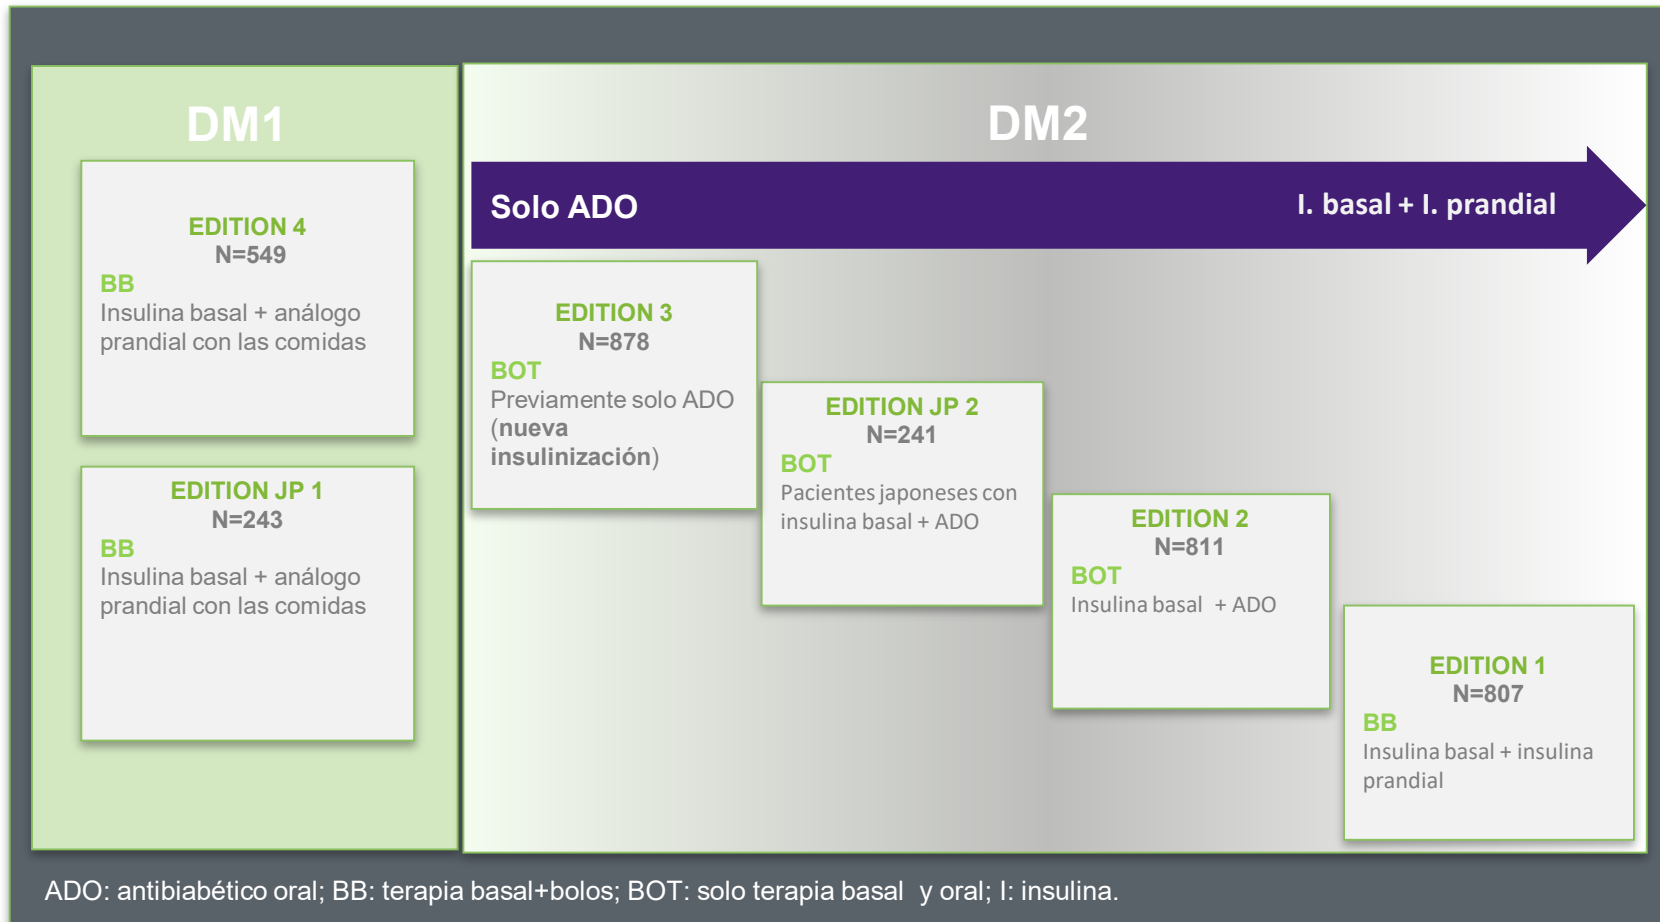 DM1
EDITION 4
N=549
BB
Insulina basal + análogo
prandial con las comidas
EDITION JP 1
N=243
BB
Insulina basal + análogo
prandial con las comidas
DM2
Solo ADO
I. basal + I. prandial
EDITION 3
N=878
BOT
Previamente solo ADO
(nueva
insulinización)
EDITION JP 2
N=241
BOT
Pacientes japoneses con
insulina basal + ADO
EDITION 2
N=811
BOT
Insulina basal + ADO
EDITION 1
N=807
BB
Insulina basal + insulina
prandial
ADO: antibiabético oral; BB: terapia basal+bolos; BOT: solo terapia basal y oral; I: insulina.